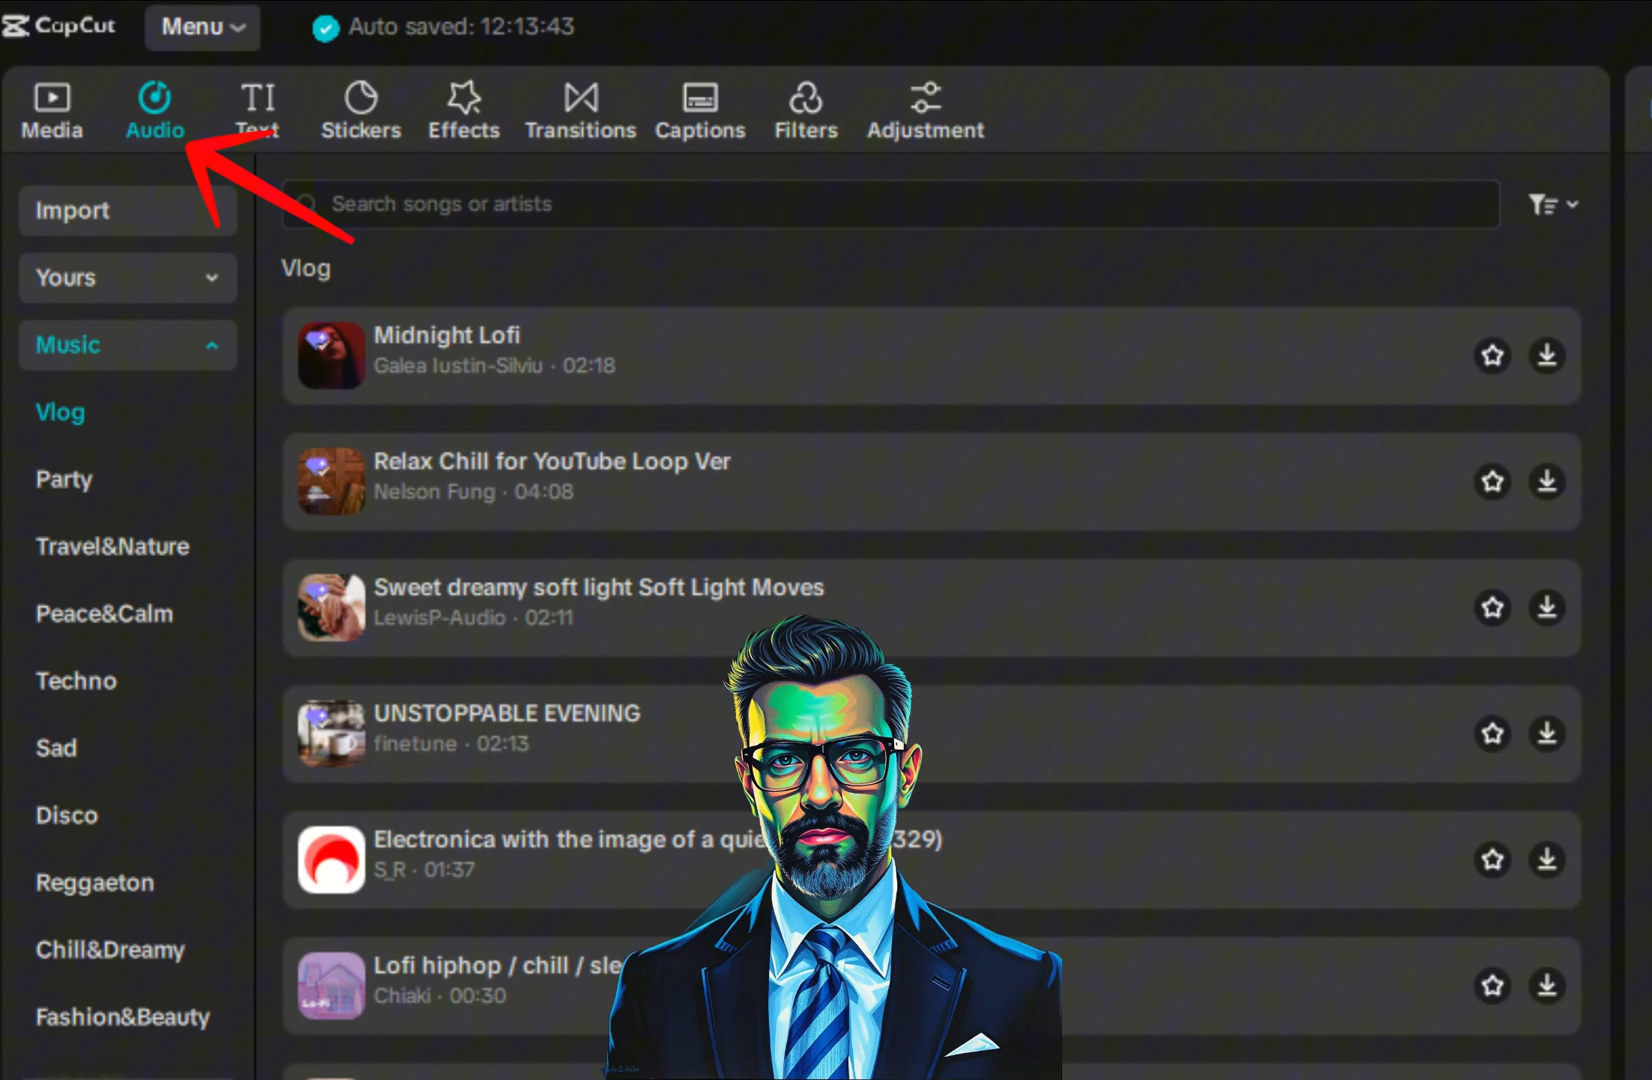 CapCut
Menu
Auto saved: 12:13:43
Media
Audio
Text
Stickers
Effects
Transitions
Captions
Filters
Adjustment
Import
Yours
Music
Vlog
Party
Travel&Nature
Peace&Calm
Techno
Sad
Disco
Reggaeton
Chill&Dreamy
Fashion&Beauty
Search songs or artists
Vlog
Midnight Lofi
Galea Iustin-Silviu · 02:18
Relax Chill for YouTube Loop Ver
Nelson Fung · 04:08
Sweet dreamy soft light Soft Light Moves
LewisP-Audio · 02:11
UNSTOPPABLE EVENING
finetune · 02:13
Electronica with the image of a quie 329)
S_R · 01:37
Lofi hiphop / chill / sle
Chiaki · 00:30
Lo-Fi